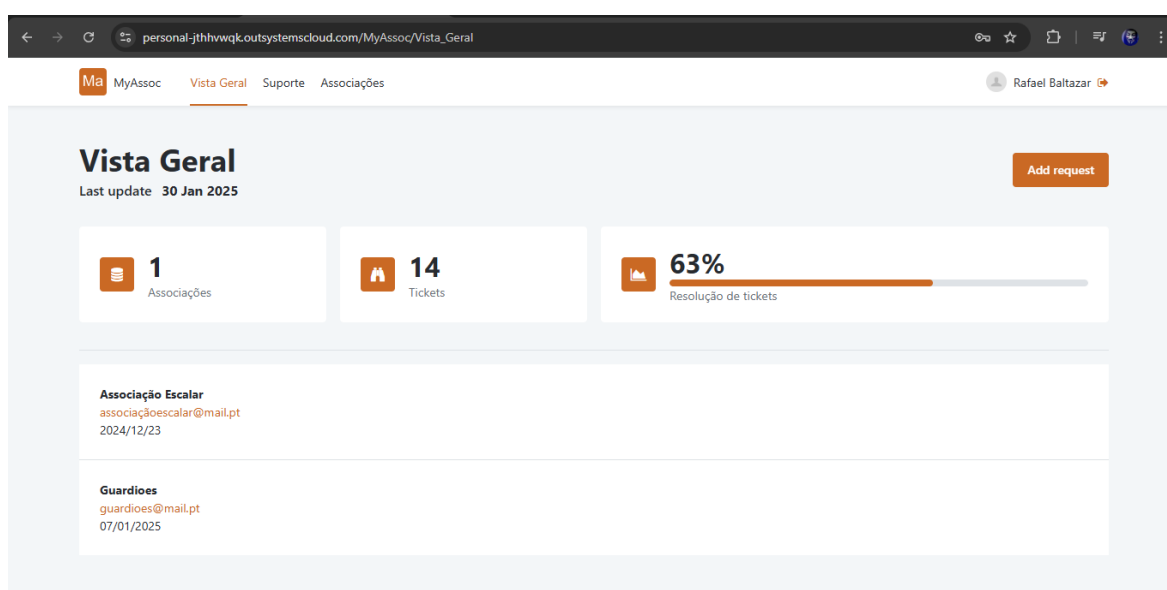 personal-jthhvwqk.outsystemscloud.com/MyAssoc/Vista_Geral
Ma MyAssoc Vista Geral Suporte Associações Rafael Baltazar
Vista Geral
Add request
Last update 30 Jan 2025
1
Associações
14
Tickets
63%
Resolução de tickets
Associação Escalar
associaçãoescalar@mail.pt
2024/12/23
Guardioes
guardioes@mail.pt
07/01/2025